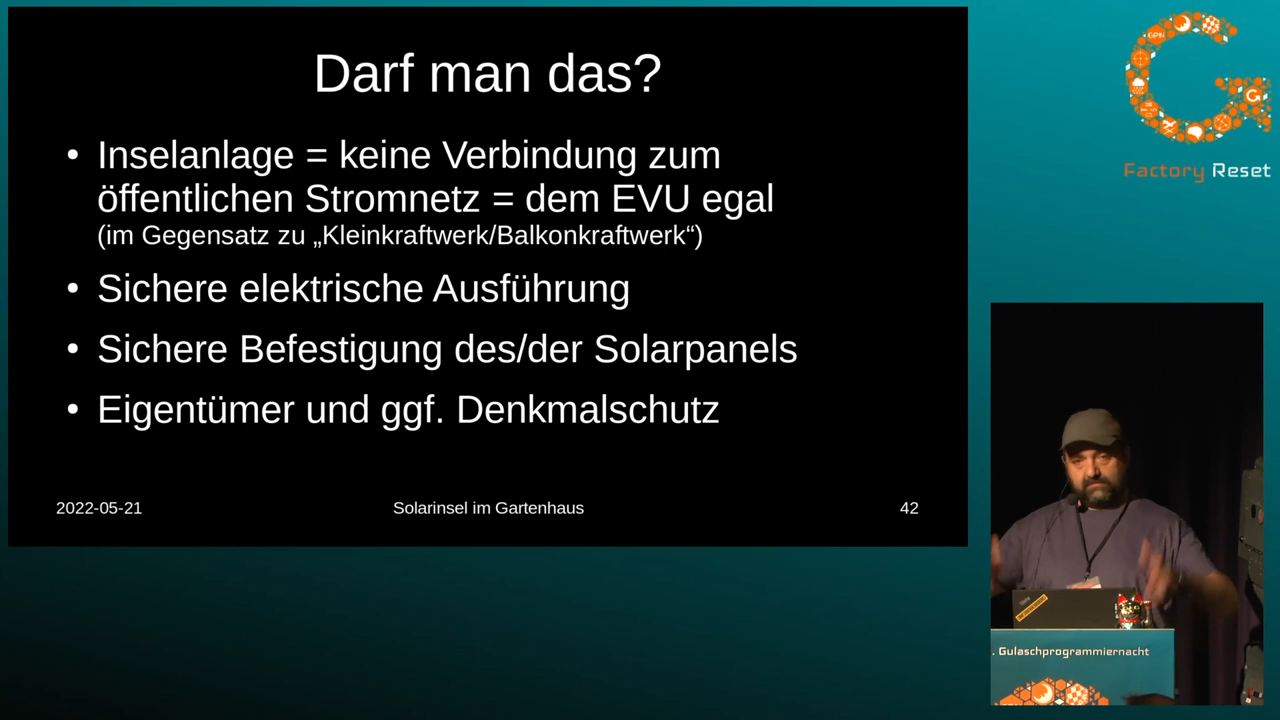 Darf man das?
• Inselanlage = keine Verbindung zum
öffentlichen Stromnetz = dem EVU egal
(im Gegensatz zu „Kleinkraftwerk/Balkonkraftwerk“)
• Sichere elektrische Ausführung
• Sichere Befestigung des/der Solarpanels
• Eigentümer und ggf. Denkmalschutz
2022-05-21
Solarinsel im Gartenhaus
42
GPN
Factory Reset
. Gulaschprogrammiernacht